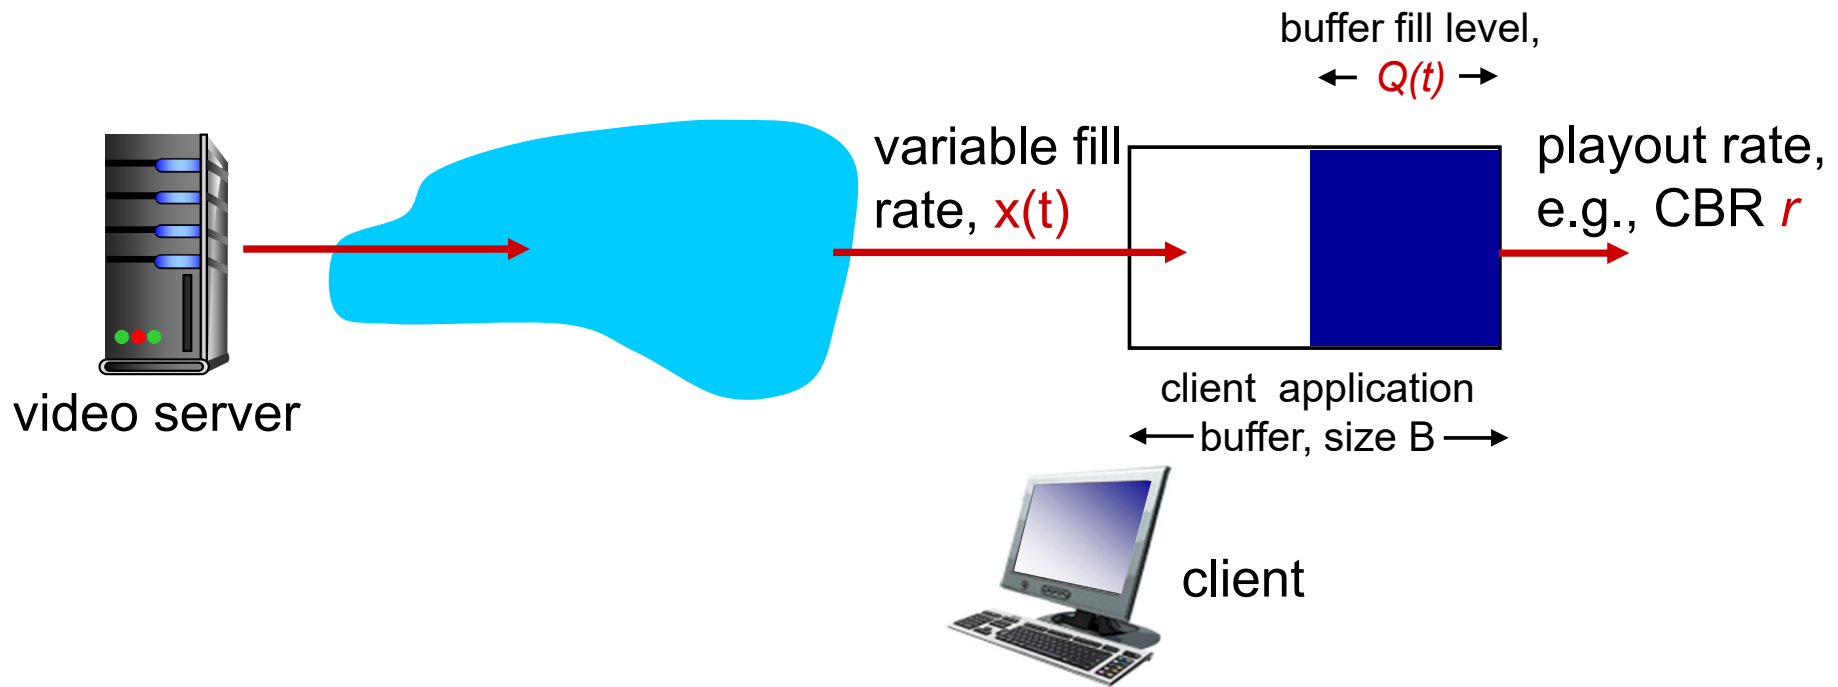 buffer fill level,
Q(t)
variable fill
rate, x(t)
playout rate,
e.g., CBR r
video server
client application
buffer, size B
client